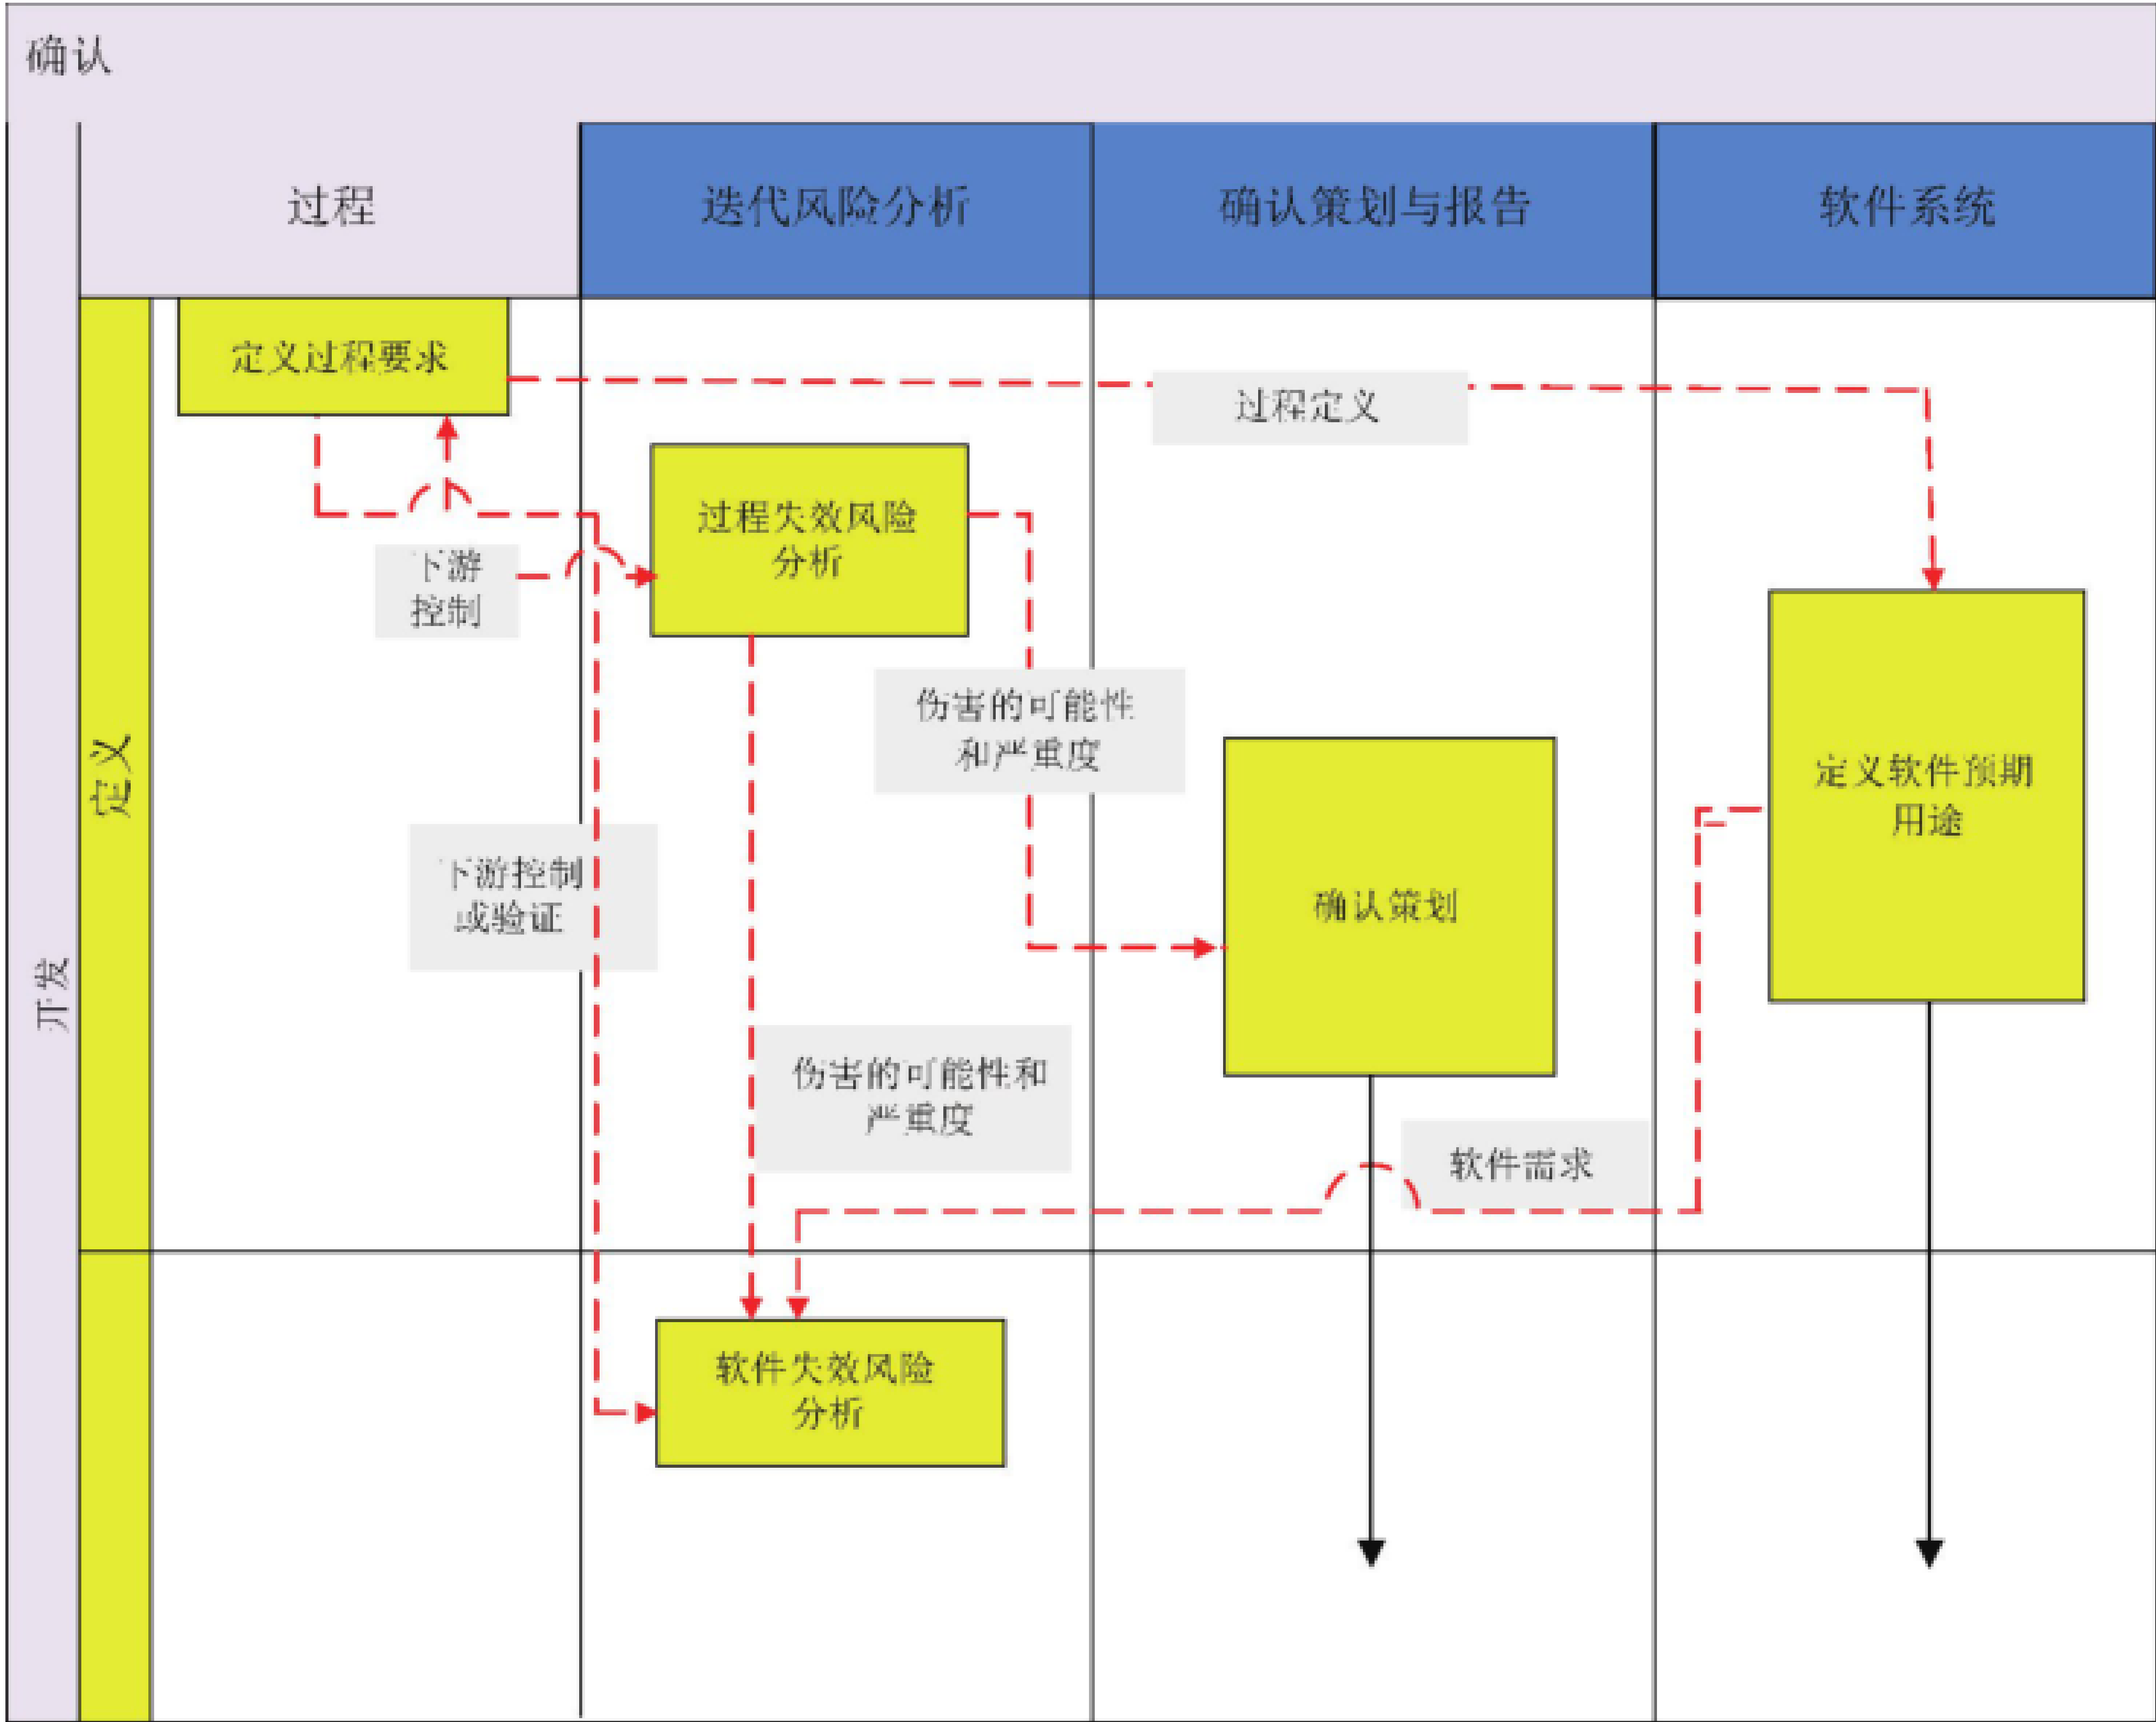 确认
过程
迭代风险分析
确认策划与报告
软件系统
定义过程要求
过程定义
过程失效风险
分析
下游
控制
伤害的可能性
和严重度
定义软件预期
用途
定义
确认策划
下游控制
或验证
开发
伤害的可能性和
严重度
软件需求
软件失效风险
分析